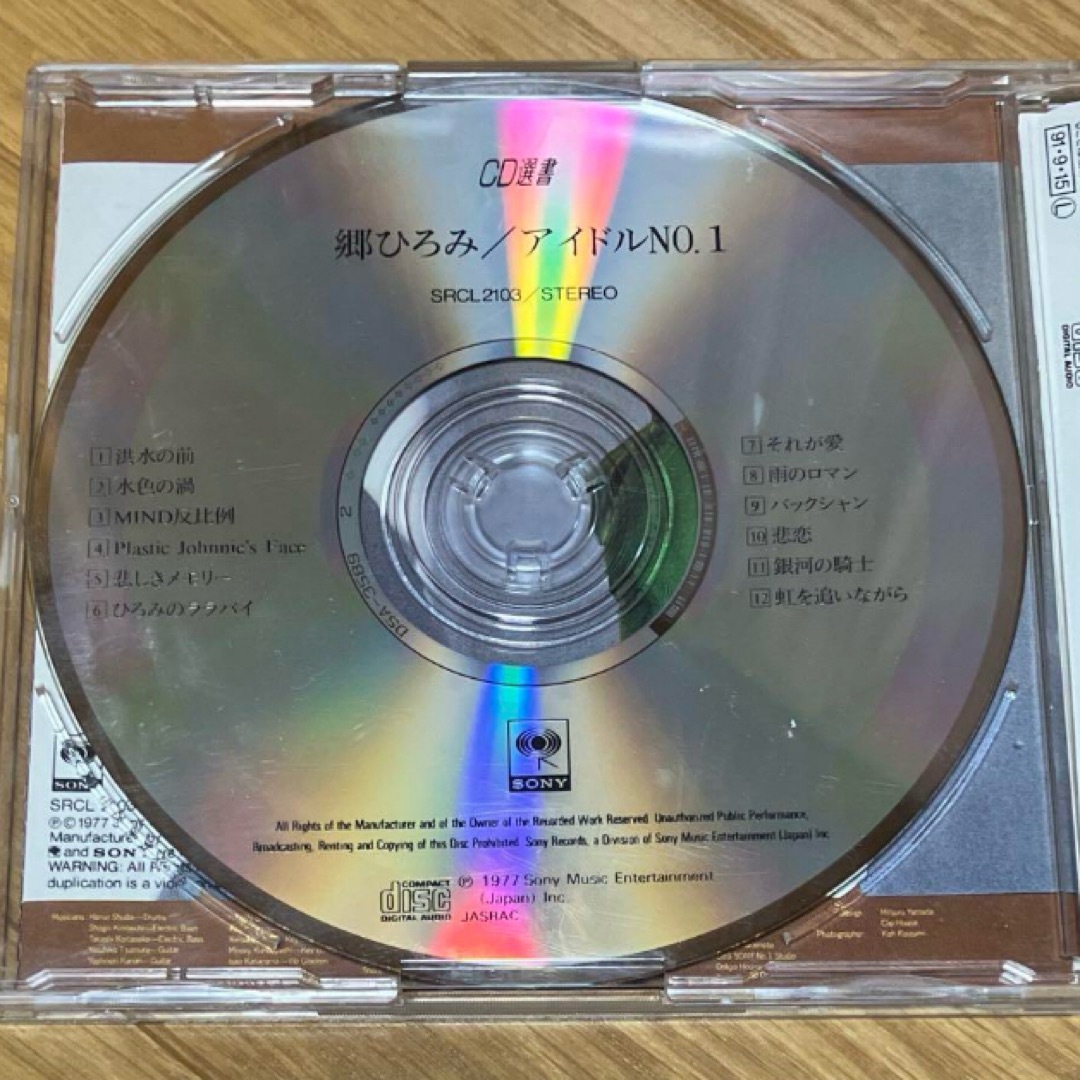 CD選書
郷ひろみ／アイドルNO.1
SRCL 2103／STEREO
1 洪水の前
2 氷色の渦
3 MIND反比例
4 Plastic Johnnie's Face
5 悲しきメモリー
6 ひろみのララバイ
7 それが愛
8 雨のロマン
9 バックシャン
10 悲恋
11 銀河の騎士
12 虹を追いながら
DSA-3589
SONY
All Rights of the Manufacturer and of the Owner of the Recorded Work Reserved. Unauthorized Public Performance,
Broadcasting, Renting and Copying of this Disc Prohibited. Sony Records, a Division of Sony Music Entertainment (Japan) Inc.
COMPACT
disc
DIGITAL AUDIO
Ⓟ 1977 Sony Music Entertainment
(Japan) Inc.
JASRAC
91・9・15 L
DIGITAL AUDIO
SON
SRCL
ⓅⒸ1977
Manufacture
and SONY
WARNING: All
duplication is a
Musicians: